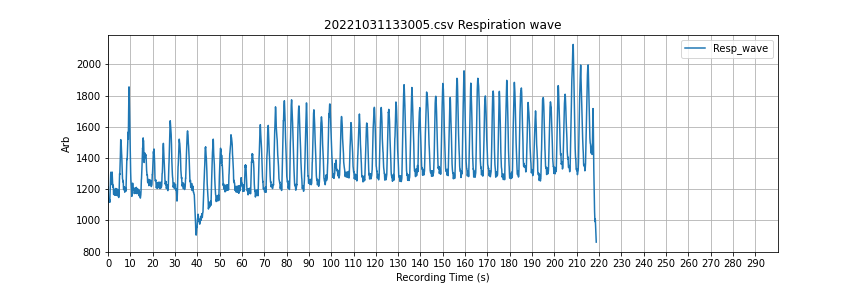 20221031133005.csv Respiration wave
Resp_wave
2000
1800
1600
1400
1200
1000
800
Arb
0 10 20 30 40 50 60 70 80 90 100 110 120 130 140 150 160 170 180 190 200 210 220 230 240 250 260 270 280 290
Recording Time (s)